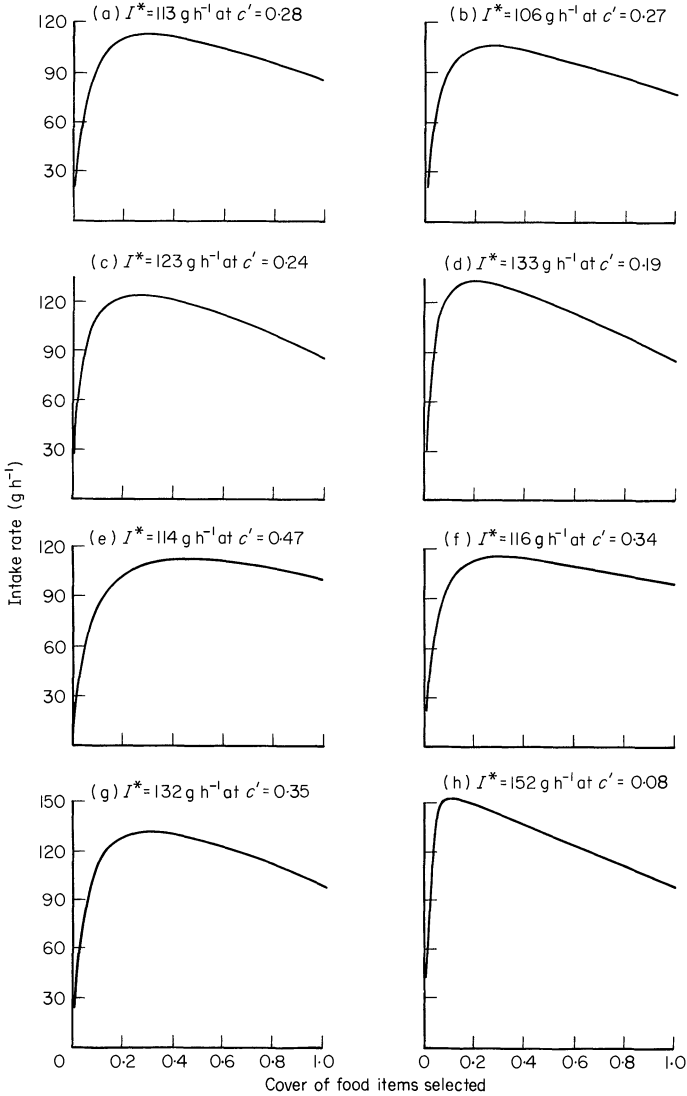 (a) I*=113 g h⁻¹ at c′ = 0·28
(b) I*=106 g h⁻¹ at c′ = 0·27
120
90
60
30
(c) I*=123 g h⁻¹ at c′ = 0·24
(d) I*=133 g h⁻¹ at c′ = 0·19
120
90
60
30
Intake rate (g h⁻¹)
(e) I*=114 g h⁻¹ at c′ = 0·47
(f) I*=116 g h⁻¹ at c′ = 0·34
120
90
60
30
(g) I*=132 g h⁻¹ at c′ = 0·35
(h) I*=152 g h⁻¹ at c′ = 0·08
150
120
90
60
30
0 0·2 0·4 0·6 0·8 1·0
0 0·2 0·4 0·6 0·8 1·0
Cover of food items selected